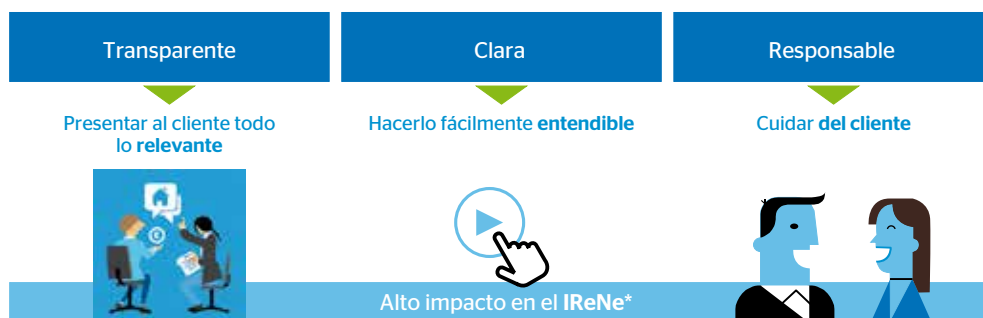 Transparente
Clara
Responsable
Presentar al cliente todo
lo relevante
Hacerlo fácilmente entendible
Cuidar del cliente
Alto impacto en el IReNe*